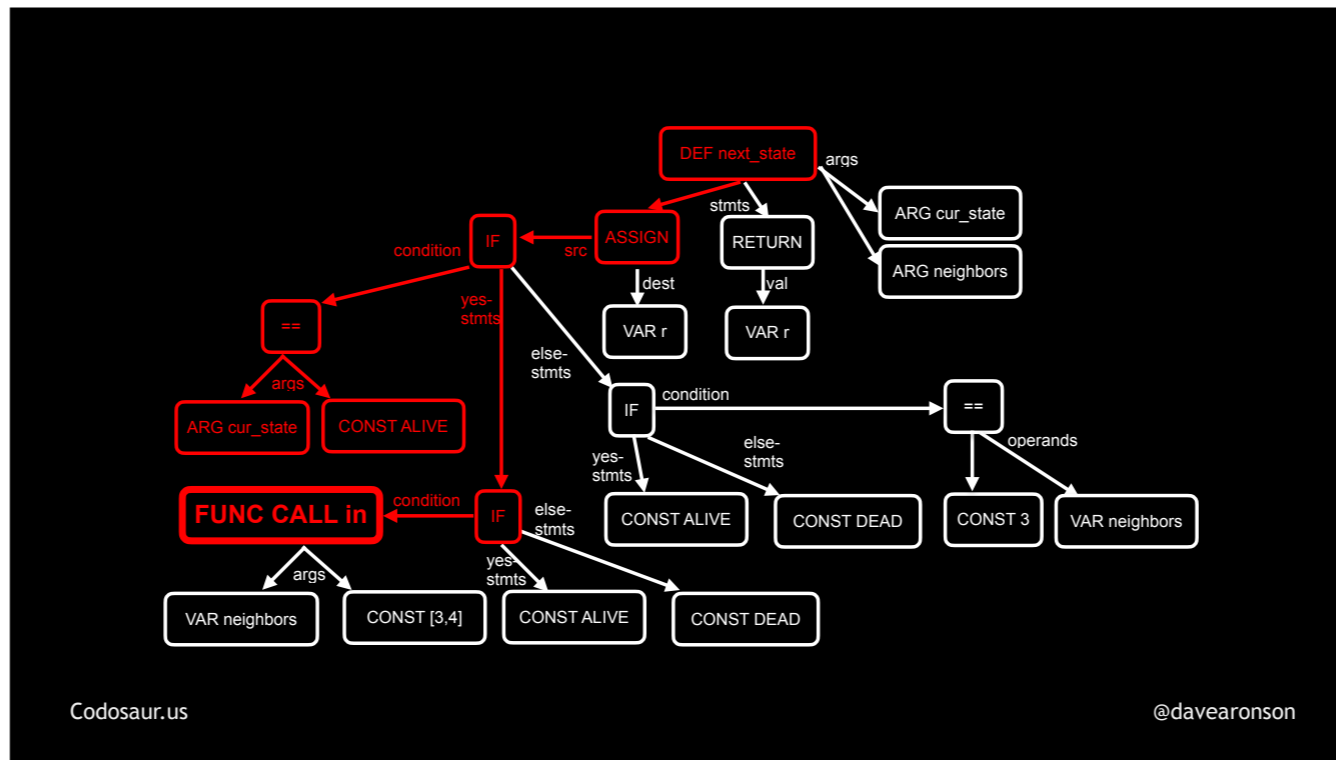 DEF next_state
args
ARG cur_state
stmts
IF
ASSIGN
RETURN
condition
src
ARG neighbors
dest
val
yes-
stmts
==
VAR r
VAR r
else-
stmts
args
IF
condition
==
ARG cur_state
CONST ALIVE
operands
yes-
stmts
else-
stmts
FUNC CALL in
condition
IF
else-
stmts
CONST ALIVE
CONST DEAD
CONST 3
VAR neighbors
args
yes-
stmts
VAR neighbors
CONST [3,4]
CONST ALIVE
CONST DEAD
Codosaur.us
@davearonson